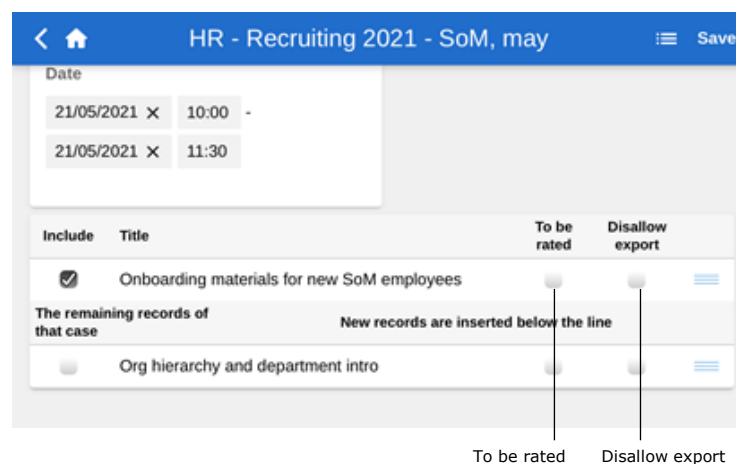 HR - Recruiting 2021 - SoM, may
Save
Date
21/05/2021 10:00 -
21/05/2021 11:30
Include Title To be rated Disallow export
Onboarding materials for new SoM employees
The remaining records of
that case
New records are inserted below the line
Org hierarchy and department intro
To be rated Disallow export